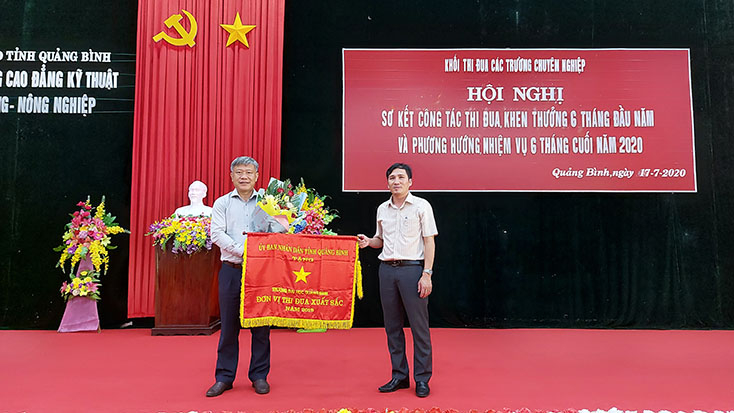 TỈNH QUẢNG BÌNH
CAO ĐẲNG KỸ THUẬT
- NÔNG NGHIỆP
KHỐI THI ĐUA CÁC TRƯỜNG CHUYÊN NGHIỆP
HỘI NGHỊ
SƠ KẾT CÔNG TÁC THI ĐUA, KHEN THƯỞNG 6 THÁNG ĐẦU NĂM
VÀ PHƯƠNG HƯỚNG, NHIỆM VỤ 6 THÁNG CUỐI NĂM 2020
Quảng Bình, ngày 17-7-2020
ỦY BAN NHÂN DÂN TỈNH QUẢNG BÌNH
TẶNG
ĐƠN VỊ THI ĐUA XUẤT SẮC
NĂM 2019